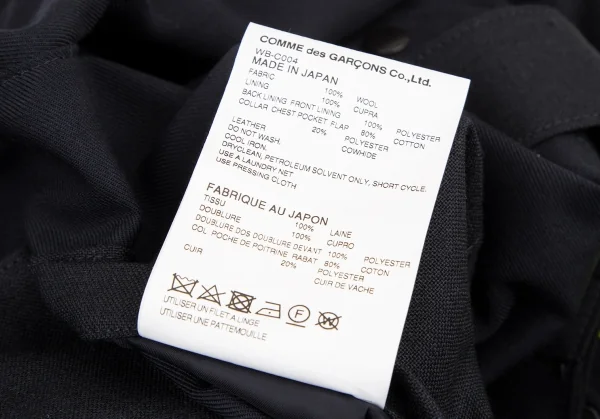 COMME des GARÇONS Co.,Ltd.
WB-C004
MADE IN JAPAN
FABRIC 100% WOOL
LINING 100% CUPRA
BACK LINING FRONT LINING 100% POLYESTER
COLLAR CHEST POCKET FLAP 80% COTTON
20% POLYESTER
LEATHER COWHIDE
DO NOT WASH.
COOL IRON.
DRYCLEAN, PETROLEUM SOLVENT ONLY, SHORT CYCLE.
USE A LAUNDRY NET
USE PRESSING CLOTH
FABRIQUE AU JAPON
TISSU 100% LAINE
DOUBLURE 100% CUPRO
DOUBLURE DOS DOUBLURE DEVANT 100% POLYESTER
COL POCHE DE POITRINE RABAT 80% COTON
20% POLYESTER
CUIR CUIR DE VACHE
F W
UTILISER UN FILET A LINGE
UTILISER UNE PATTEMOUILLE